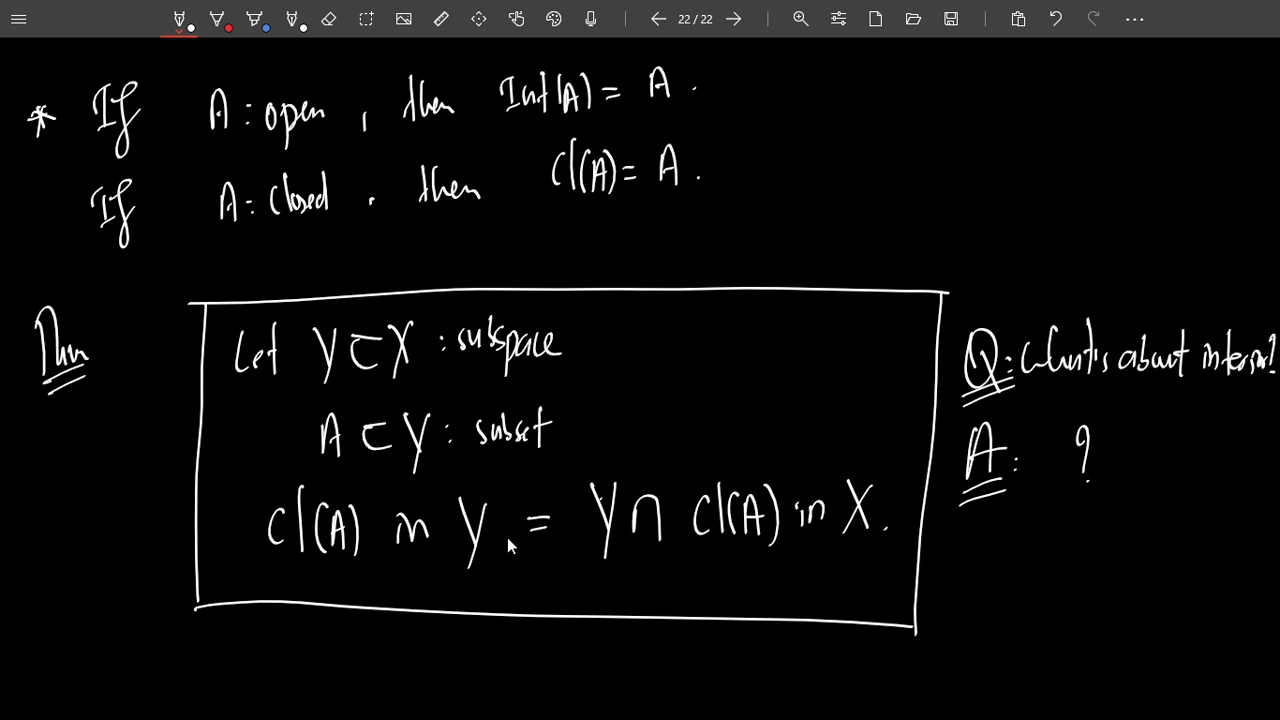 22 / 22
* If A : open , then Int(A) = A .
If A : closed . then Cl(A) = A .
Thm
Let Y ⊂ X : subspace
A ⊂ Y : subset
Cl(A) in Y = Y ∩ Cl(A) in X .
Q : What's about interior?
A : ?